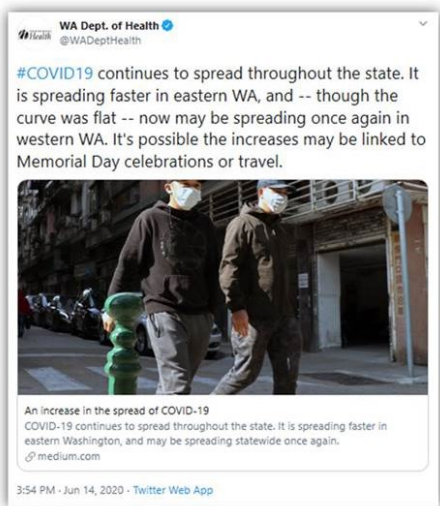 WA Dept. of Health
Health
@WADeptHealth
#COVID19 continues to spread throughout the state. It
is spreading faster in eastern WA, and -- though the
curve was flat -- now may be spreading once again in
western WA. It's possible the increases may be linked to
Memorial Day celebrations or travel.
An increase in the spread of COVID-19
COVID-19 continues to spread throughout the state. It is spreading faster in
eastern Washington, and may be spreading statewide once again.
medium.com
3:54 PM · Jun 14, 2020 · Twitter Web App